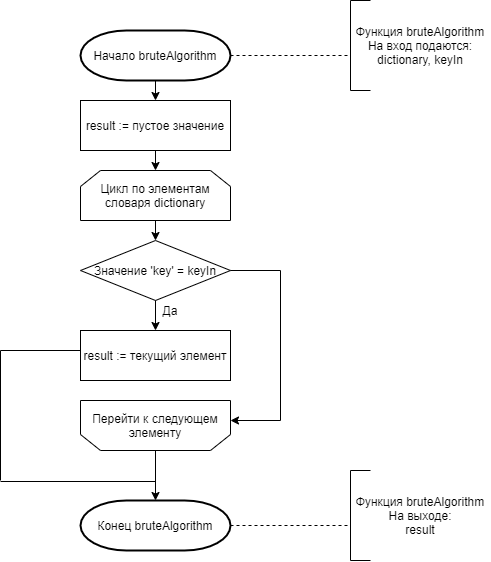 Начало bruteAlgorithm
Функция bruteAlgorithm
На вход подаются:
dictionary, keyIn
result := пустое значение
Цикл по элементам
словаря dictionary
Значение 'key' = keyIn
Да
result := текущий элемент
Перейти к следующем
элементу
Конец bruteAlgorithm
Функция bruteAlgorithm
На выходе:
result